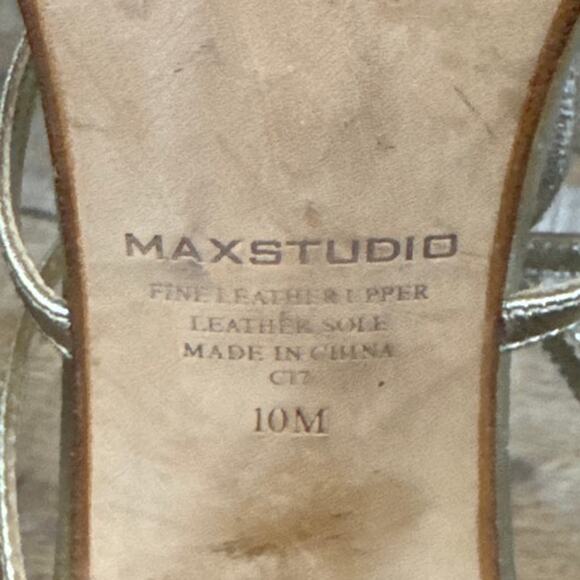 MAXSTUDIO
FINE LEATHER UPPER
LEATHER SOLE
MADE IN CHINA
C17
10M